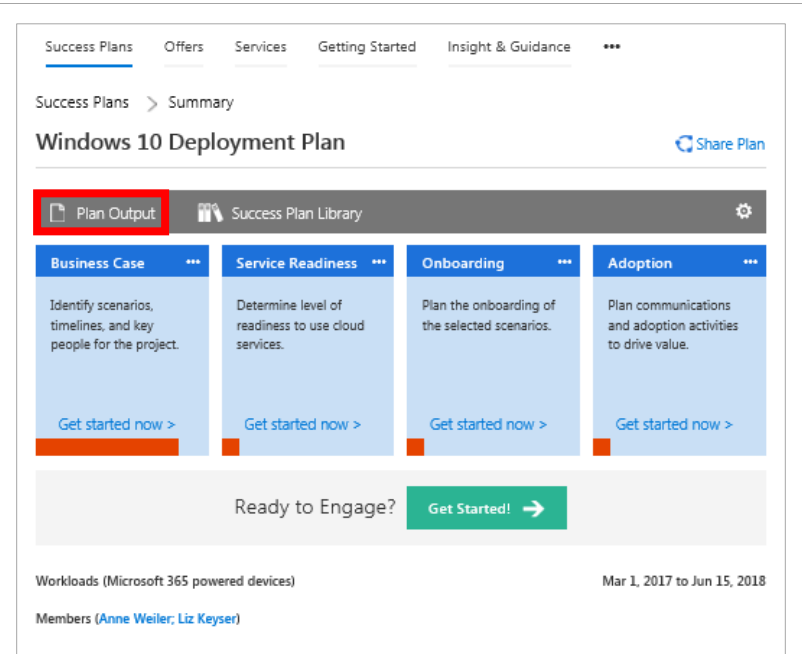 Success Plans Offers Services Getting Started Insight & Guidance •••
Success Plans > Summary
Windows 10 Deployment Plan
Share Plan
Plan Output Success Plan Library
Business Case •••
Identify scenarios,
timelines, and key
people for the project.
Get started now >
Service Readiness •••
Determine level of
readiness to use cloud
services.
Get started now >
Onboarding •••
Plan the onboarding of
the selected scenarios.
Get started now >
Adoption •••
Plan communications
and adoption activities
to drive value.
Get started now >
Ready to Engage? Get Started!
Workloads (Microsoft 365 powered devices) Mar 1, 2017 to Jun 15, 2018
Members (Anne Weiler; Liz Keyser)